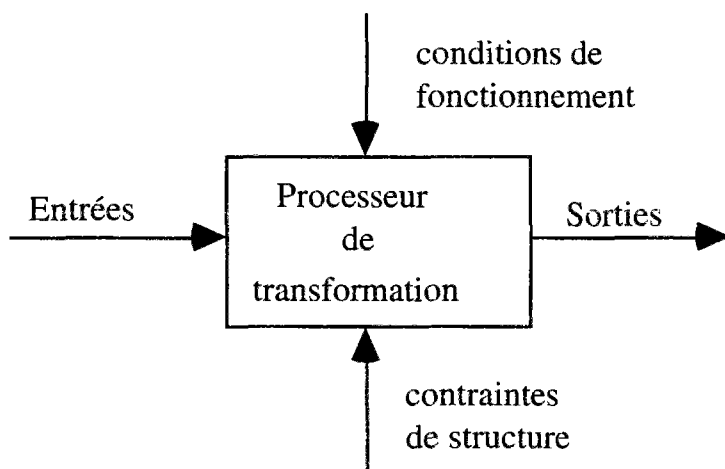 conditions de
fonctionnement
Entrées
Processeur
de
transformation
Sorties
contraintes
de structure